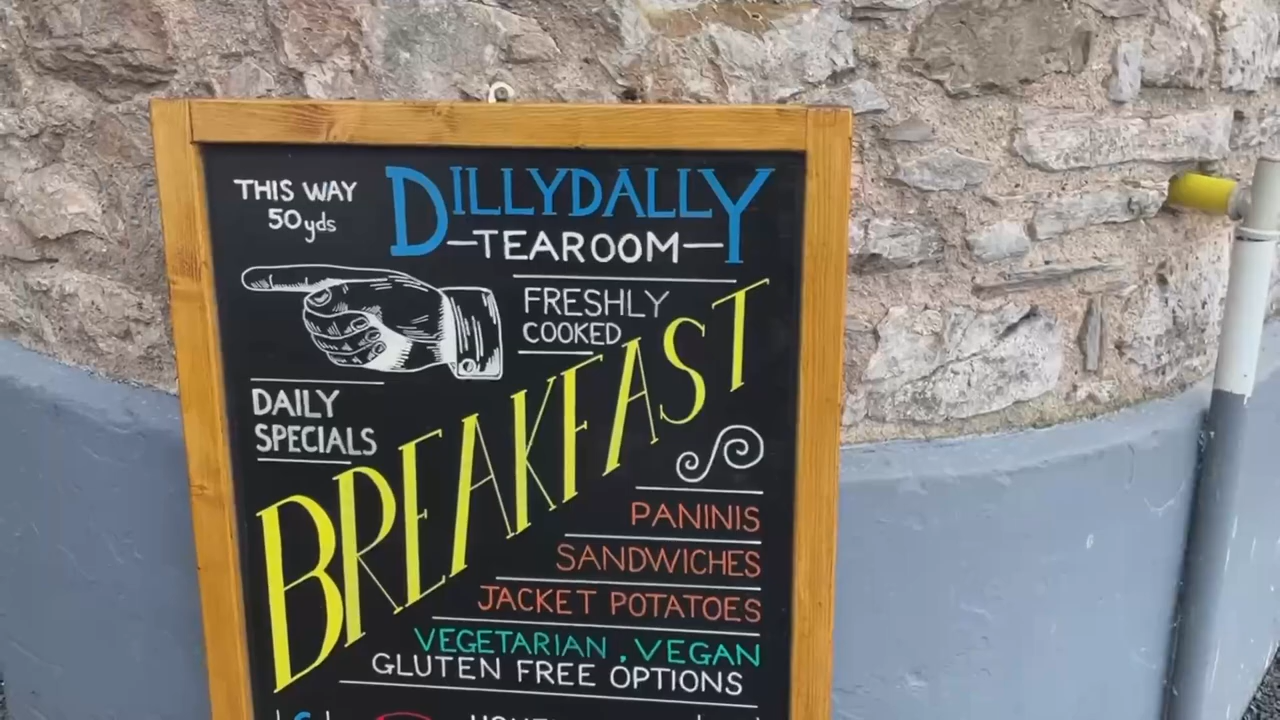 THIS WAY
50 yds
DILLYDALLY
—TEAROOM—
FRESHLY
COOKED
DAILY
SPECIALS
BREAKFAST
PANINIS
SANDWICHES
JACKET POTATOES
VEGETARIAN , VEGAN
GLUTEN FREE OPTIONS